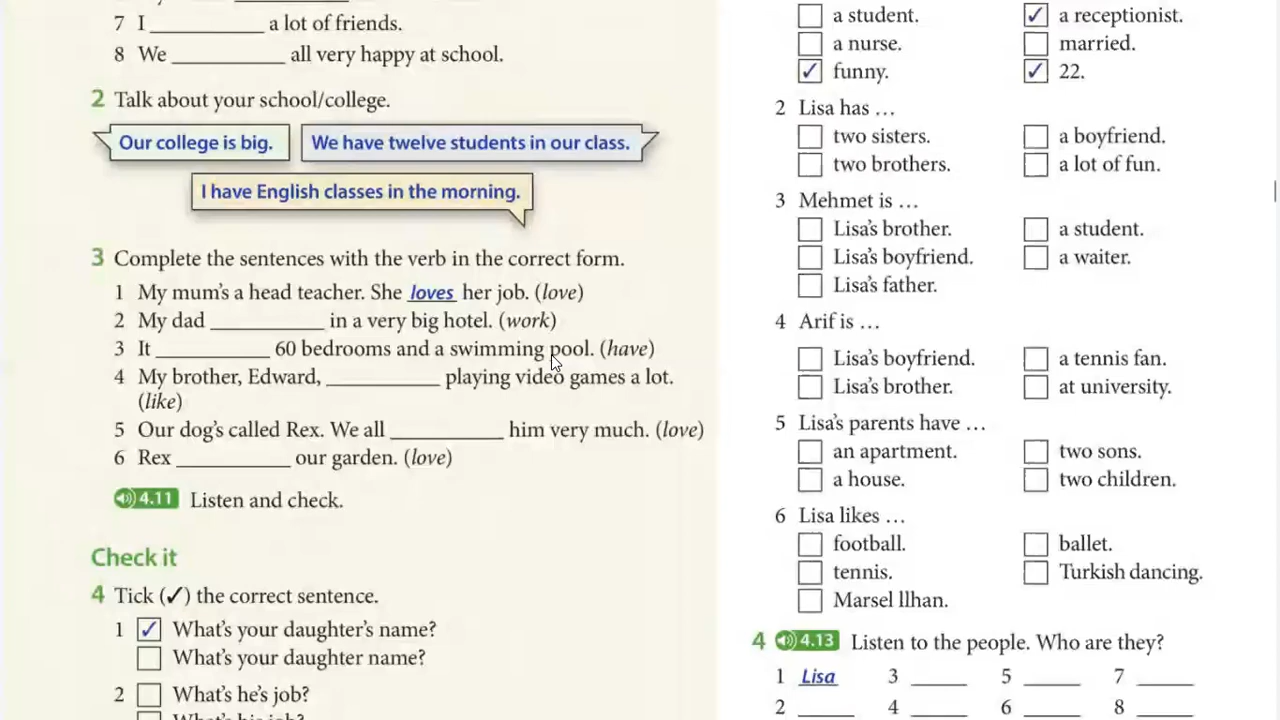 7 I ____________ a lot of friends.
8 We ____________ all very happy at school.
2 Talk about your school/college.
Our college is big.
We have twelve students in our class.
I have English classes in the morning.
3 Complete the sentences with the verb in the correct form.
1 My mum's a head teacher. She loves her job. (love)
2 My dad ____________ in a very big hotel. (work)
3 It ____________ 60 bedrooms and a swimming pool. (have)
4 My brother, Edward, ____________ playing video games a lot.
(like)
5 Our dog's called Rex. We all ____________ him very much. (love)
6 Rex ____________ our garden. (love)
4.11 Listen and check.
Check it
4 Tick (✓) the correct sentence.
1 ✓ What's your daughter's name?
What's your daughter name?
2 What's he's job?
a student. ✓ a receptionist.
a nurse. married.
✓ funny. ✓ 22.
2 Lisa has …
two sisters. a boyfriend.
two brothers. a lot of fun.
3 Mehmet is …
Lisa's brother. a student.
Lisa's boyfriend. a waiter.
Lisa's father.
4 Arif is …
Lisa's boyfriend. a tennis fan.
Lisa's brother. at university.
5 Lisa's parents have …
an apartment. two sons.
a house. two children.
6 Lisa likes …
football. ballet.
tennis. Turkish dancing.
Marsel llhan.
4 4.13 Listen to the people. Who are they?
1 Lisa 3 ______ 5 ______ 7 ______
2 ______ 4 ______ 6 ______ 8 ______